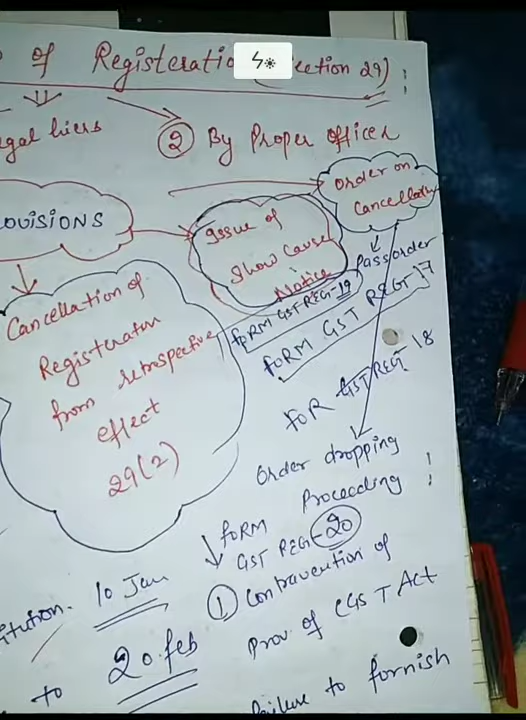 of Registeratio ection 29)
egal hiers
② By Proper officer
ovisions
Issue of
Show Cause
Notice
Order on
Cancellation
Pass order
FORM GST REG-19
FORM GST REG-17
FOR GST REG-18
Cancellation of
Registeration
from retrospective
effect
29(2)
Order dropping
Proceeding
FORM
GST REG-20
① Contravention of
Prov. of CGST Act
itution. 10 Jan
to 20 feb
failure to fornish